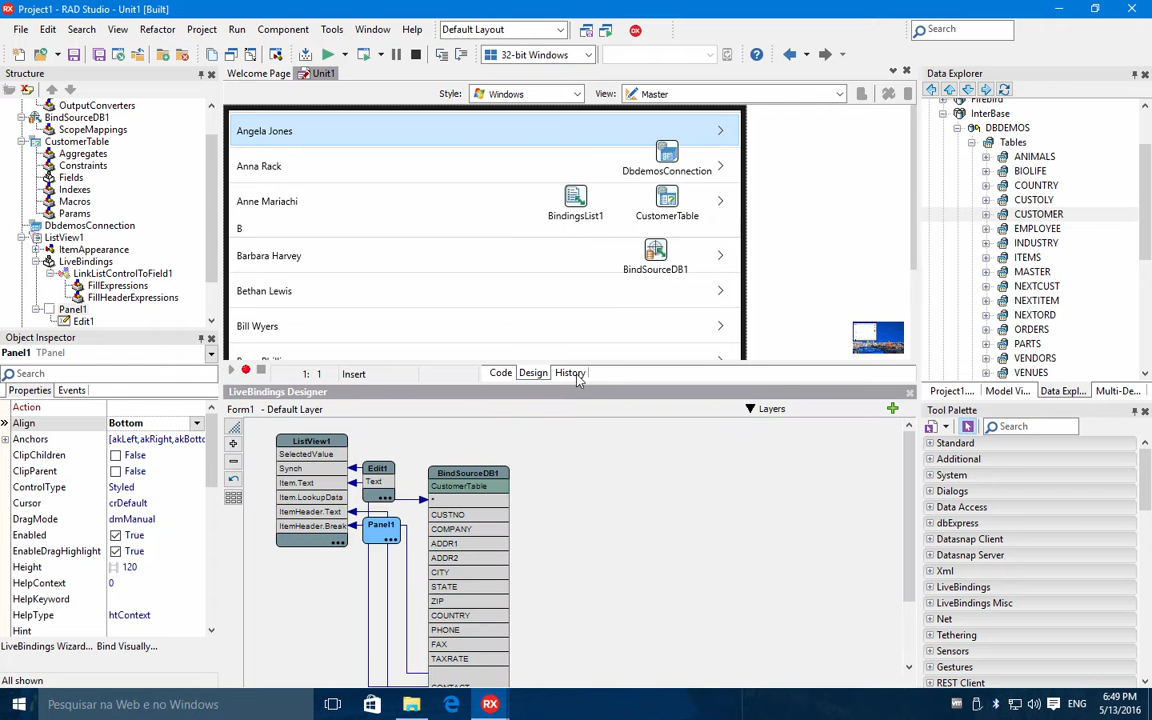 Project1 - RAD Studio - Unit1 [Built]
File Edit Search View Refactor Project Run Component Tools Window Help Default Layout Search
32-bit Windows
Structure
Welcome Page Unit1
Data Explorer
Style: Windows View: Master
OutputConverters
BindSourceDB1
ScopeMappings
CustomerTable
Aggregates
Constraints
Fields
Indexes
Macros
Params
DbdemosConnection
ListView1
ItemAppearance
LiveBindings
LinkListControlToField1
FillExpressions
FillHeaderExpressions
Panel1
Edit1
Angela Jones
Anna Rack
Anne Mariachi
B
Barbara Harvey
Bethan Lewis
Bill Wyers
DbdemosConnection
BindingsList1
CustomerTable
BindSourceDB1
Firebird
InterBase
DBDEMOS
Tables
ANIMALS
BIOLIFE
COUNTRY
CUSTOLY
CUSTOMER
EMPLOYEE
INDUSTRY
ITEMS
MASTER
NEXTCUST
NEXTITEM
NEXTORD
ORDERS
PARTS
VENDORS
VENUES
Object Inspector
Panel1 TPanel
Search
Properties Events
Action
Align Bottom
Anchors [akLeft,akRight,akBotto
ClipChildren False
ClipParent False
ControlType Styled
Cursor crDefault
DragMode dmManual
Enabled True
EnableDragHighlight True
Height 120
HelpContext 0
HelpKeyword
HelpType htContext
Hint
LiveBindings Wizard... Bind Visually...
All shown
1: 1 Insert Code Design History
LiveBindings Designer
Form1 - Default Layer Layers
ListView1
SelectedValue
Synch
Item.Text
Item.LookupData
ItemHeader.Text
ItemHeader.Break
Edit1
Text
Panel1
BindSourceDB1
CustomerTable
*
CUSTNO
COMPANY
ADDR1
ADDR2
CITY
STATE
ZIP
COUNTRY
PHONE
FAX
TAXRATE
CONTACT
Project1.... Model Vi... Data Expl... Multi-De...
Tool Palette
Search
Standard
Additional
System
Dialogs
Data Access
dbExpress
Datasnap Client
Datasnap Server
Xml
LiveBindings
LiveBindings Misc
Net
Tethering
Sensors
Gestures
REST Client
Pesquisar na Web e no Windows
ENG
6:49 PM
5/13/2016